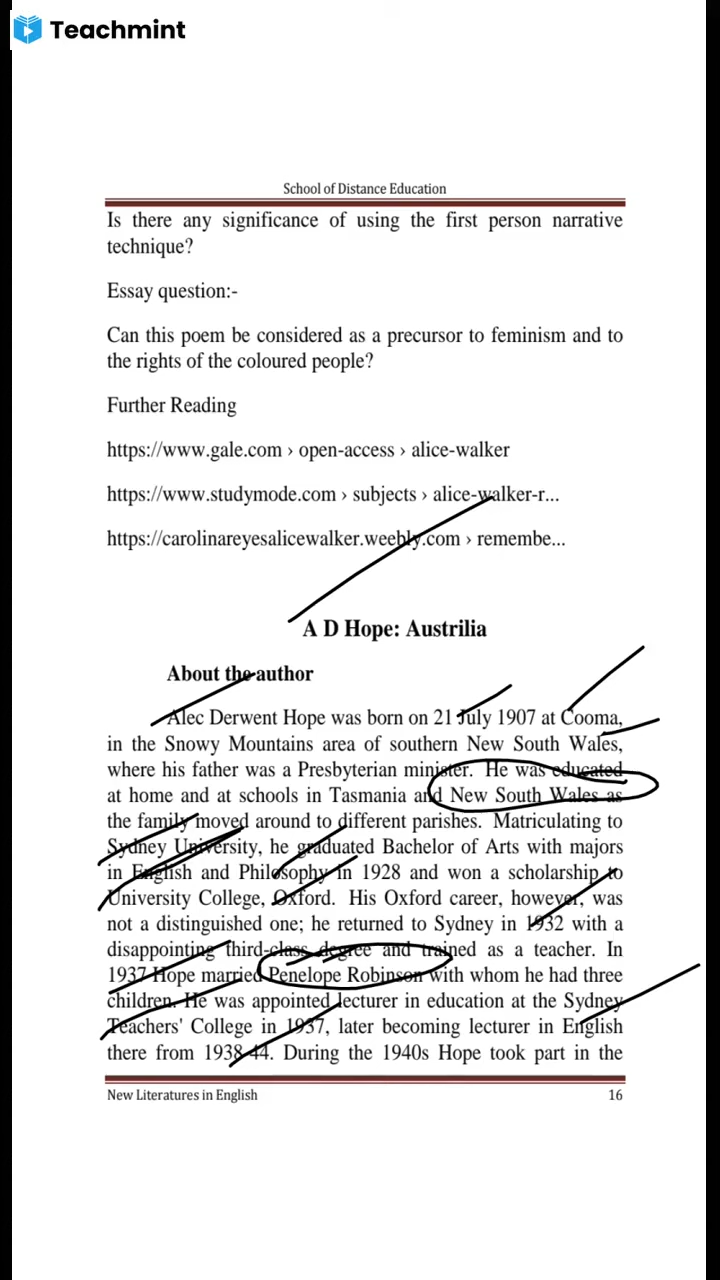 Teachmint
School of Distance Education
Is there any significance of using the first person narrative
technique?
Essay question:-
Can this poem be considered as a precursor to feminism and to
the rights of the coloured people?
Further Reading
https://www.gale.com › open-access › alice-walker
https://www.studymode.com › subjects › alice-walker-r...
https://carolinareyesalicewalker.weebly.com › remembe...
A D Hope: Austrilia
About the author
Alec Derwent Hope was born on 21 July 1907 at Cooma,
in the Snowy Mountains area of southern New South Wales,
where his father was a Presbyterian minister. He was educated
at home and at schools in Tasmania and New South Wales as
the family moved around to different parishes. Matriculating to
Sydney University, he graduated Bachelor of Arts with majors
in English and Philosophy in 1928 and won a scholarship to
University College, Oxford. His Oxford career, however, was
not a distinguished one; he returned to Sydney in 1932 with a
disappointing third-class degree and trained as a teacher. In
1937 Hope married Penelope Robinson with whom he had three
children. He was appointed lecturer in education at the Sydney
Teachers' College in 1937, later becoming lecturer in English
there from 1938-44. During the 1940s Hope took part in the
New Literatures in English 16